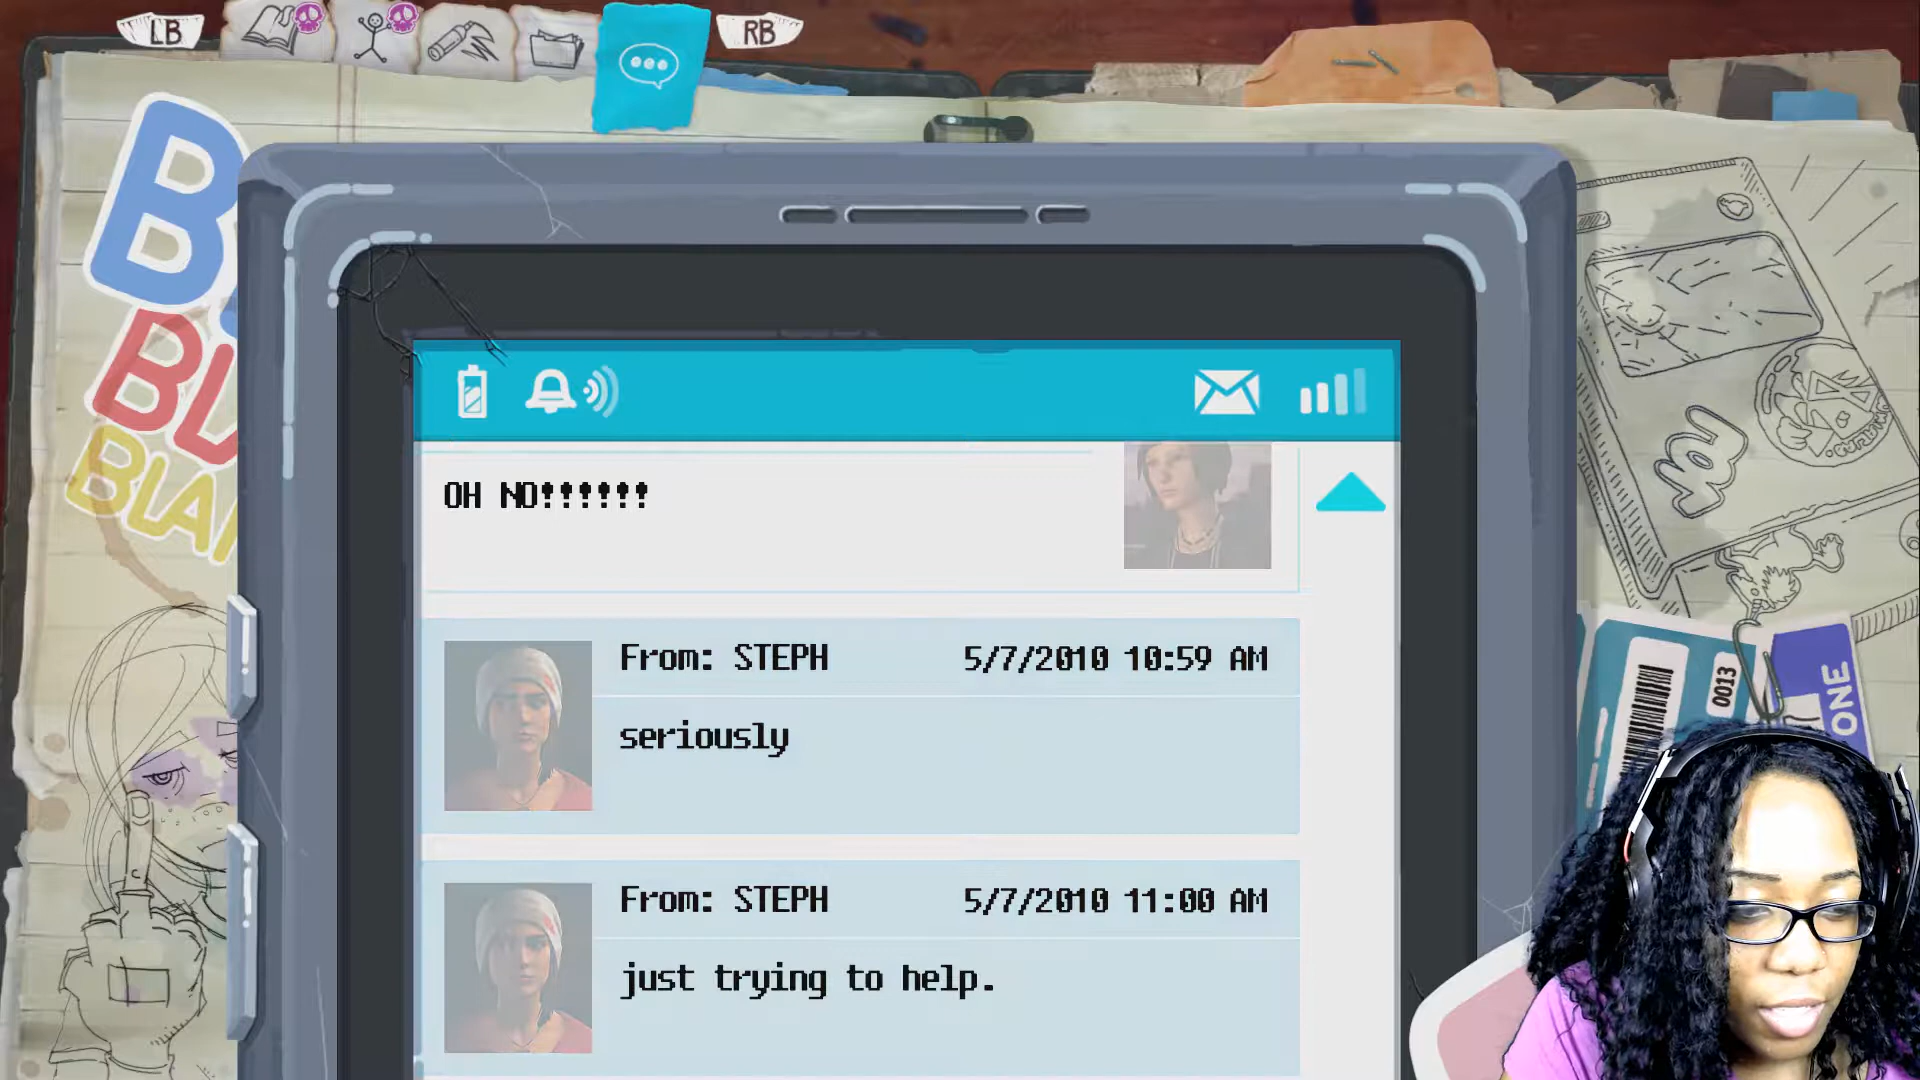 LB
RB
OH NO!!!!!!
From: STEPH
5/7/2010 10:59 AM
seriously
From: STEPH
5/7/2010 11:00 AM
just trying to help.
0013